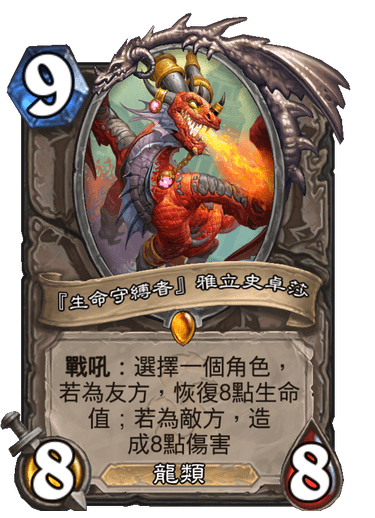 9
『生命守縛者』雅立史卓莎
戰吼：選擇一個角色，
若為友方，恢復8點生命
值；若為敵方，造
成8點傷害
8
龍類
8